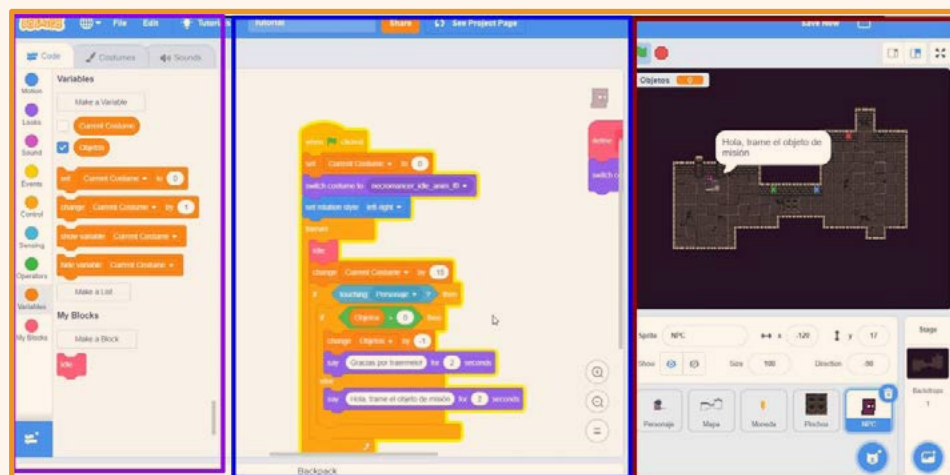 File Edit Tutorial Share See Project Page Save Now
Code Costumes Sounds
Motion
Looks
Sound
Events
Control
Sensing
Operators
Variables
My Blocks
Variables
Make a Variable
Current Costume
Objetos
set Current Costume to 0
change Current Costume by 1
show variable Current Costume
hide variable Current Costume
Make a List
My Blocks
Make a Block
Idle
when clicked
set Current Costume to 0
switch costume to necromancer_idle_anim_f0
set rotation style left-right
forever
Idle
change Current Costume by 10
if touching Personaje ? then
if Objetos > 0 then
change Objetos by -1
say for 2 seconds
else
say Hola, trame el objeto de misión for 2 seconds
define
Backpack
Objetos 0
Hola, trame el objeto de
misión
Sprite NPC x -120 y 17
Show Size 100 Direction -90
Stage
Backdrops
1
Personaje Mapa Moneda Pinchos NPC